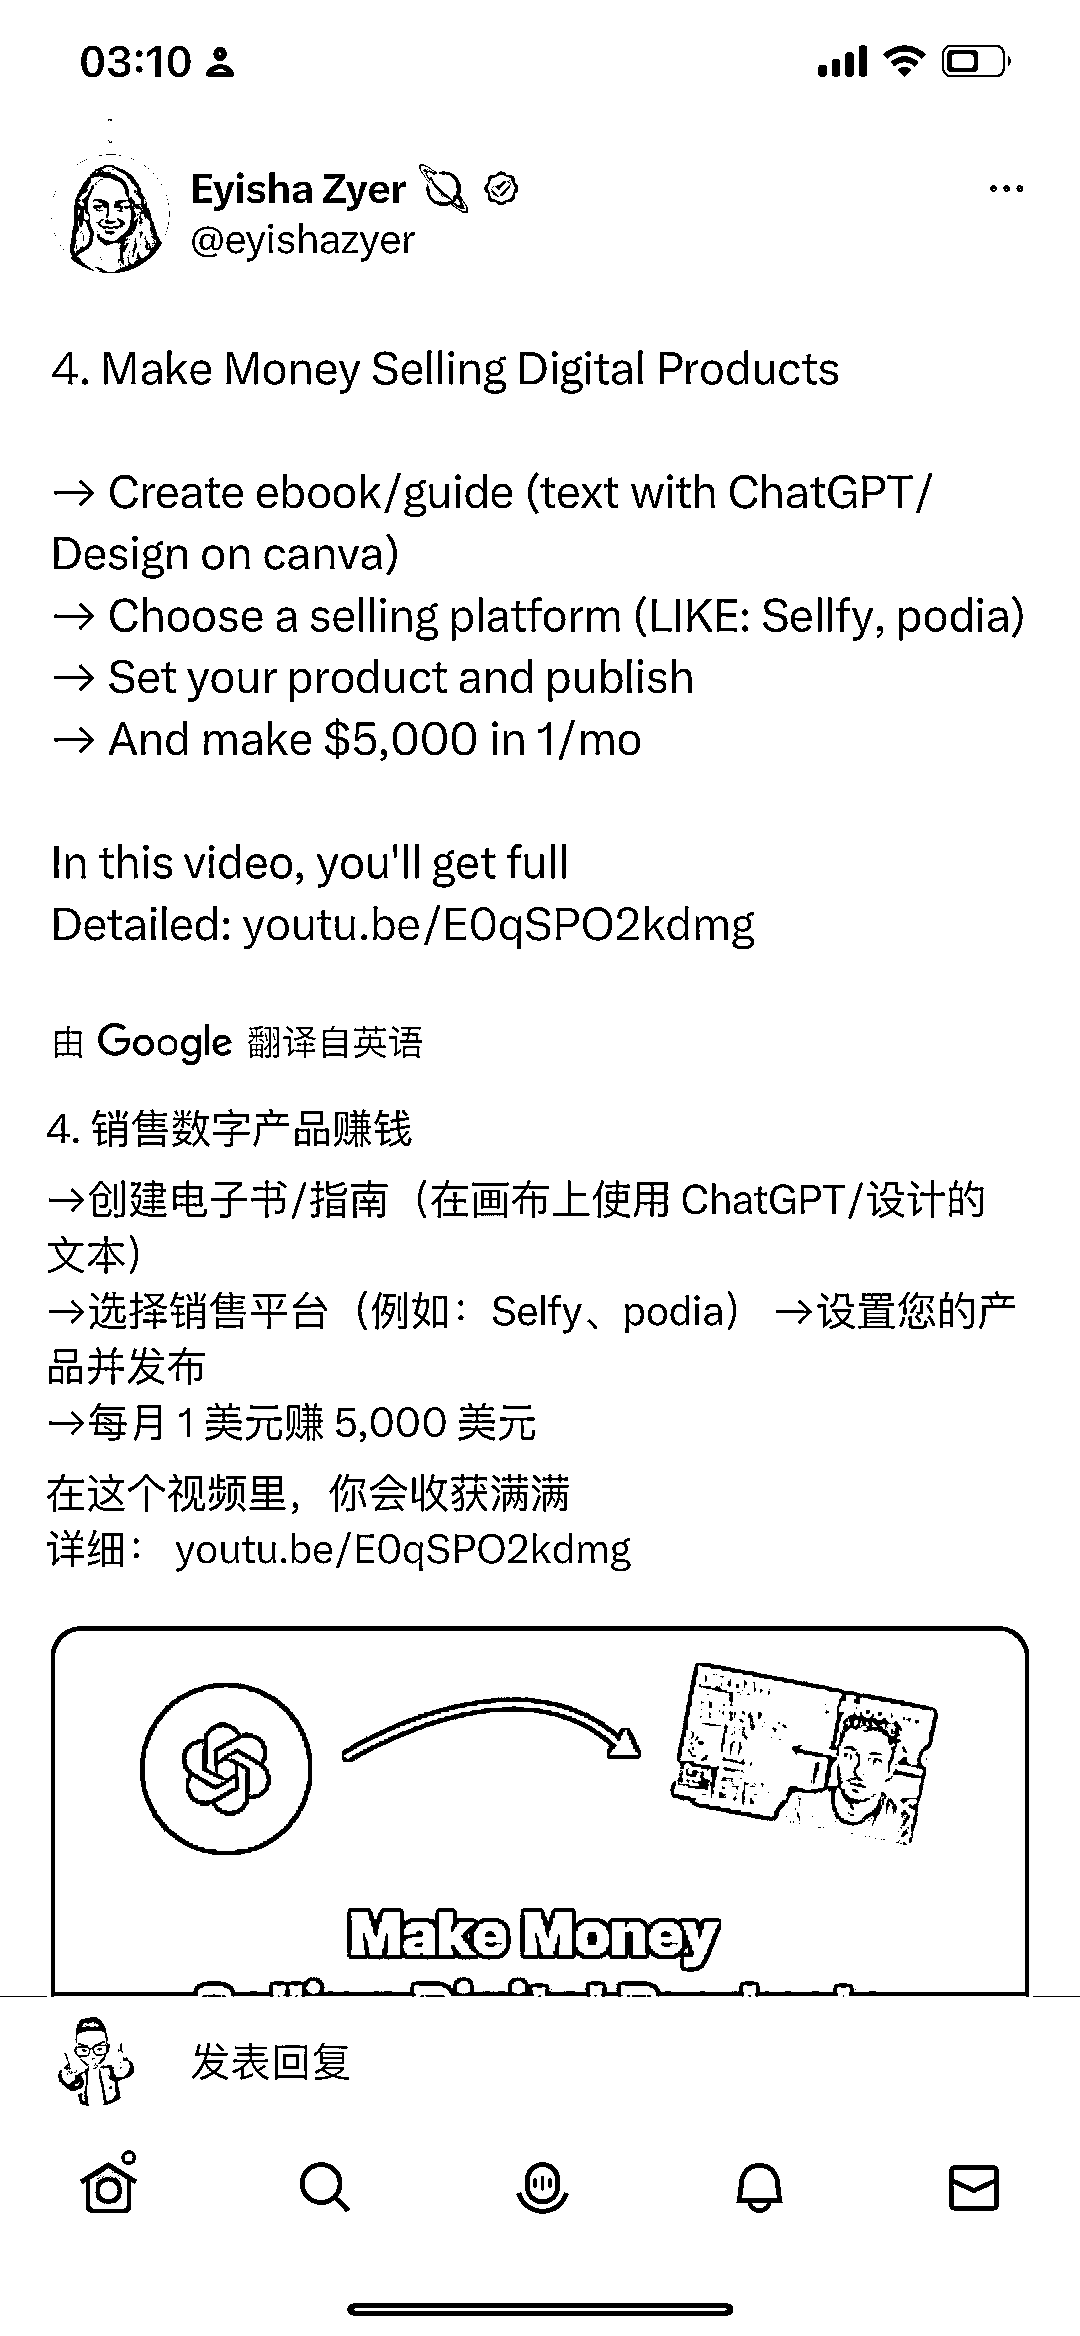 03:10
Eyisha Zyer
@eyishazyer
4. Make Money Selling Digital Products
→ Create ebook/guide (text with ChatGPT/
Design on canva)
→ Choose a selling platform (LIKE: Sellfy, podia)
→ Set your product and publish
→ And make $5,000 in 1/mo
In this video, you'll get full
Detailed: youtu.be/E0qSPO2kdmg
由 Google 翻译自英语
4. 销售数字产品赚钱
→创建电子书/指南（在画布上使用 ChatGPT/设计的
文本）
→选择销售平台（例如：Selfy、podia） →设置您的产
品并发布
→每月 1 美元赚 5,000 美元
在这个视频里，你会收获满满
详细： youtu.be/E0qSPO2kdmg
Make Money
Selling Digital Products
发表回复